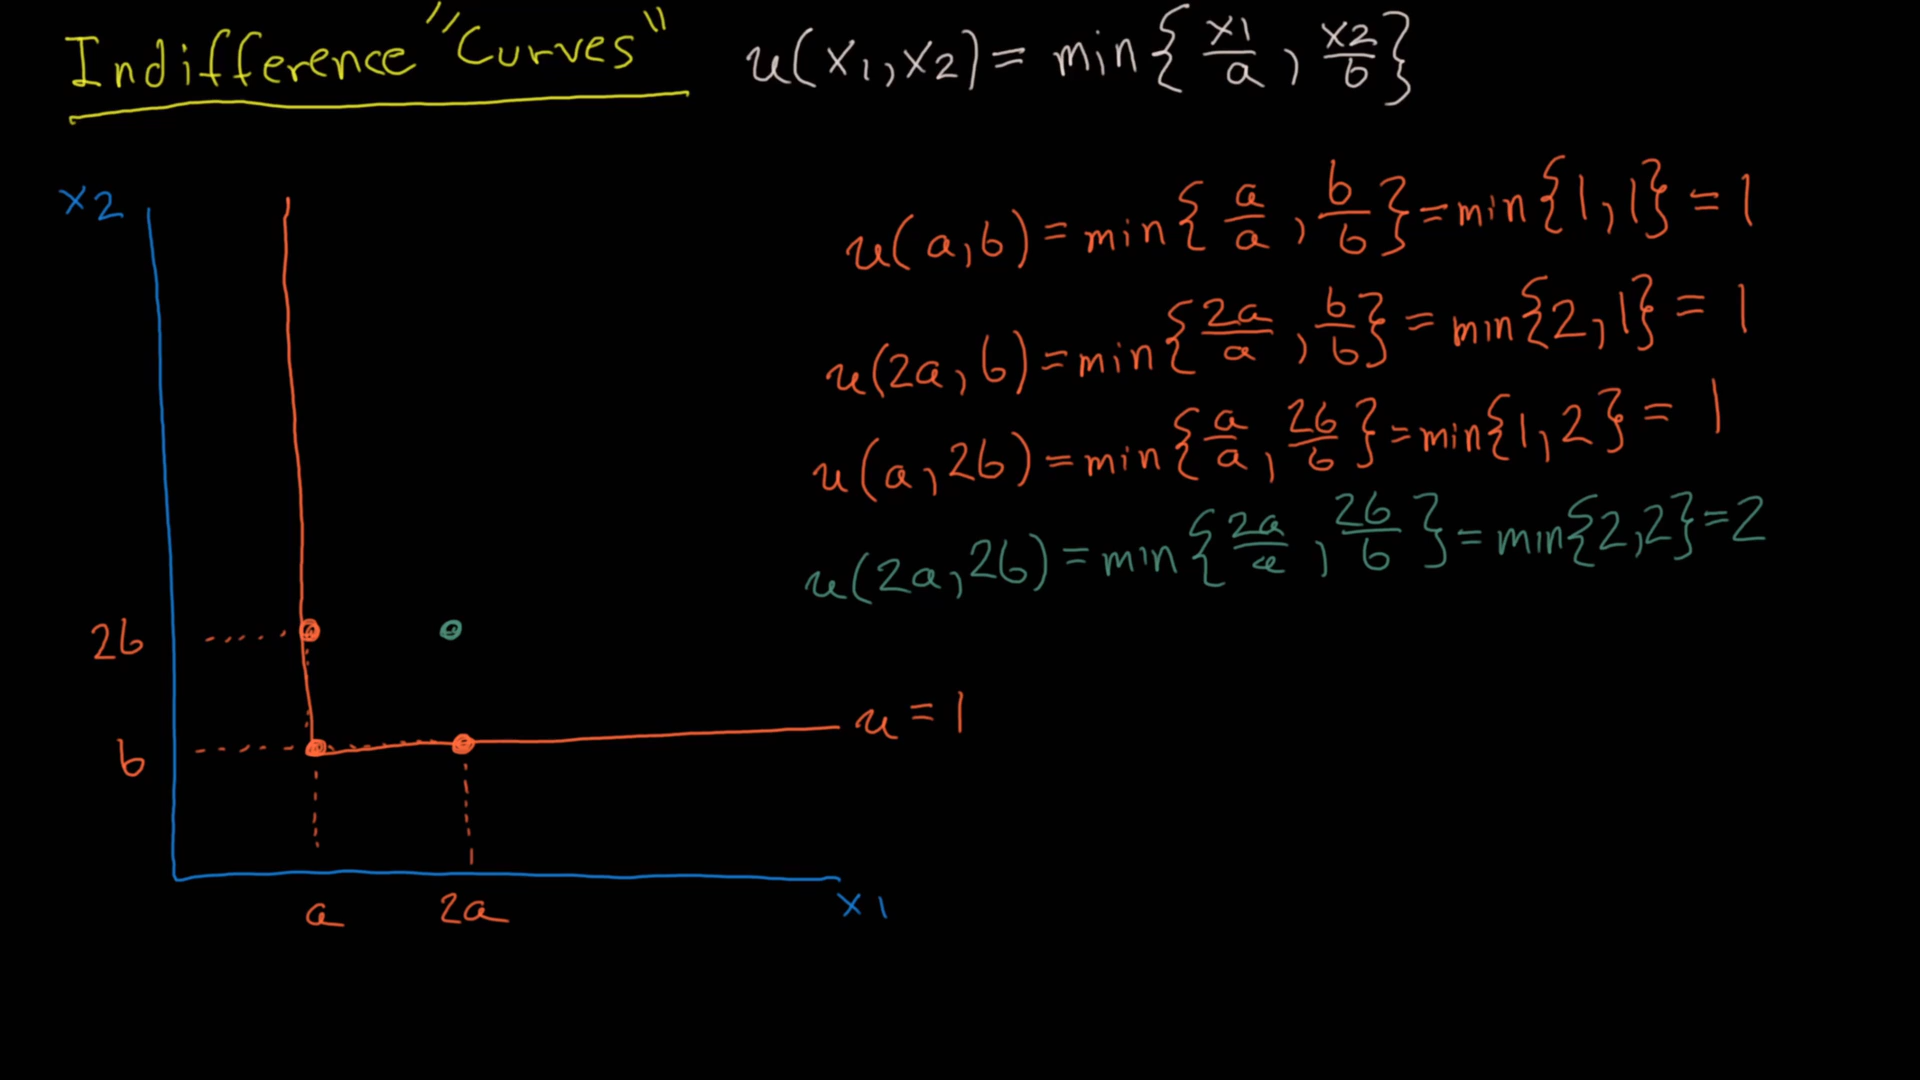 Indifference "Curves" u(x1,x2) = min{x1/a, x2/b}
x2
u(a,b) = min{a/a, b/b} = min{1,1} = 1
u(2a,b) = min{2a/a, b/b} = min{2,1} = 1
u(a,2b) = min{a/a, 2b/b} = min{1,2} = 1
u(2a,2b) = min{2a/a, 2b/b} = min{2,2} = 2
2b
u = 1
b
a 2a x1